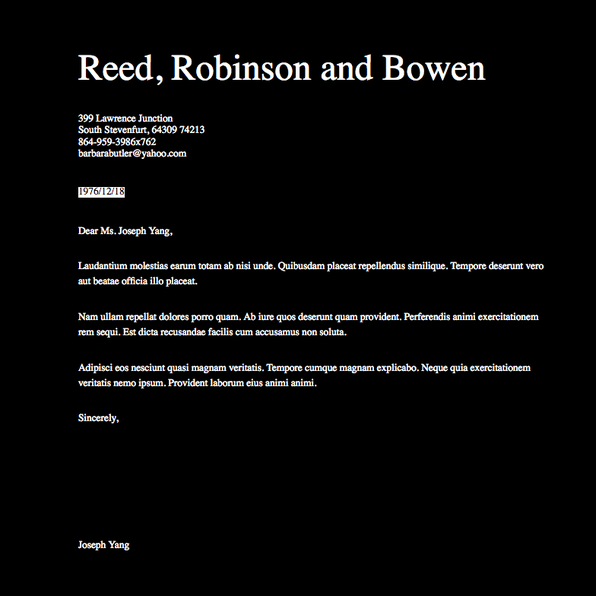 Reed, Robinson and Bowen
399 Lawrence Junction
South Stevenfurt, 64309 74213
864-959-3986x762
barbarabutler@yahoo.com
1976/12/18
Dear Ms. Joseph Yang,
Laudantium molestias earum totam ab nisi unde. Quibusdam placeat repellendus similique. Tempore deserunt vero
aut beatae officia illo placeat.
Nam ullam repellat dolores porro quam. Ab iure quos deserunt quam provident. Perferendis animi exercitationem
rem sequi. Est dicta recusandae facilis cum accusamus non soluta.
Adipisci eos nesciunt quasi magnam veritatis. Tempore cumque magnam explicabo. Neque quia exercitationem
veritatis nemo ipsum. Provident laborum eius animi animi.
Sincerely,
Joseph Yang